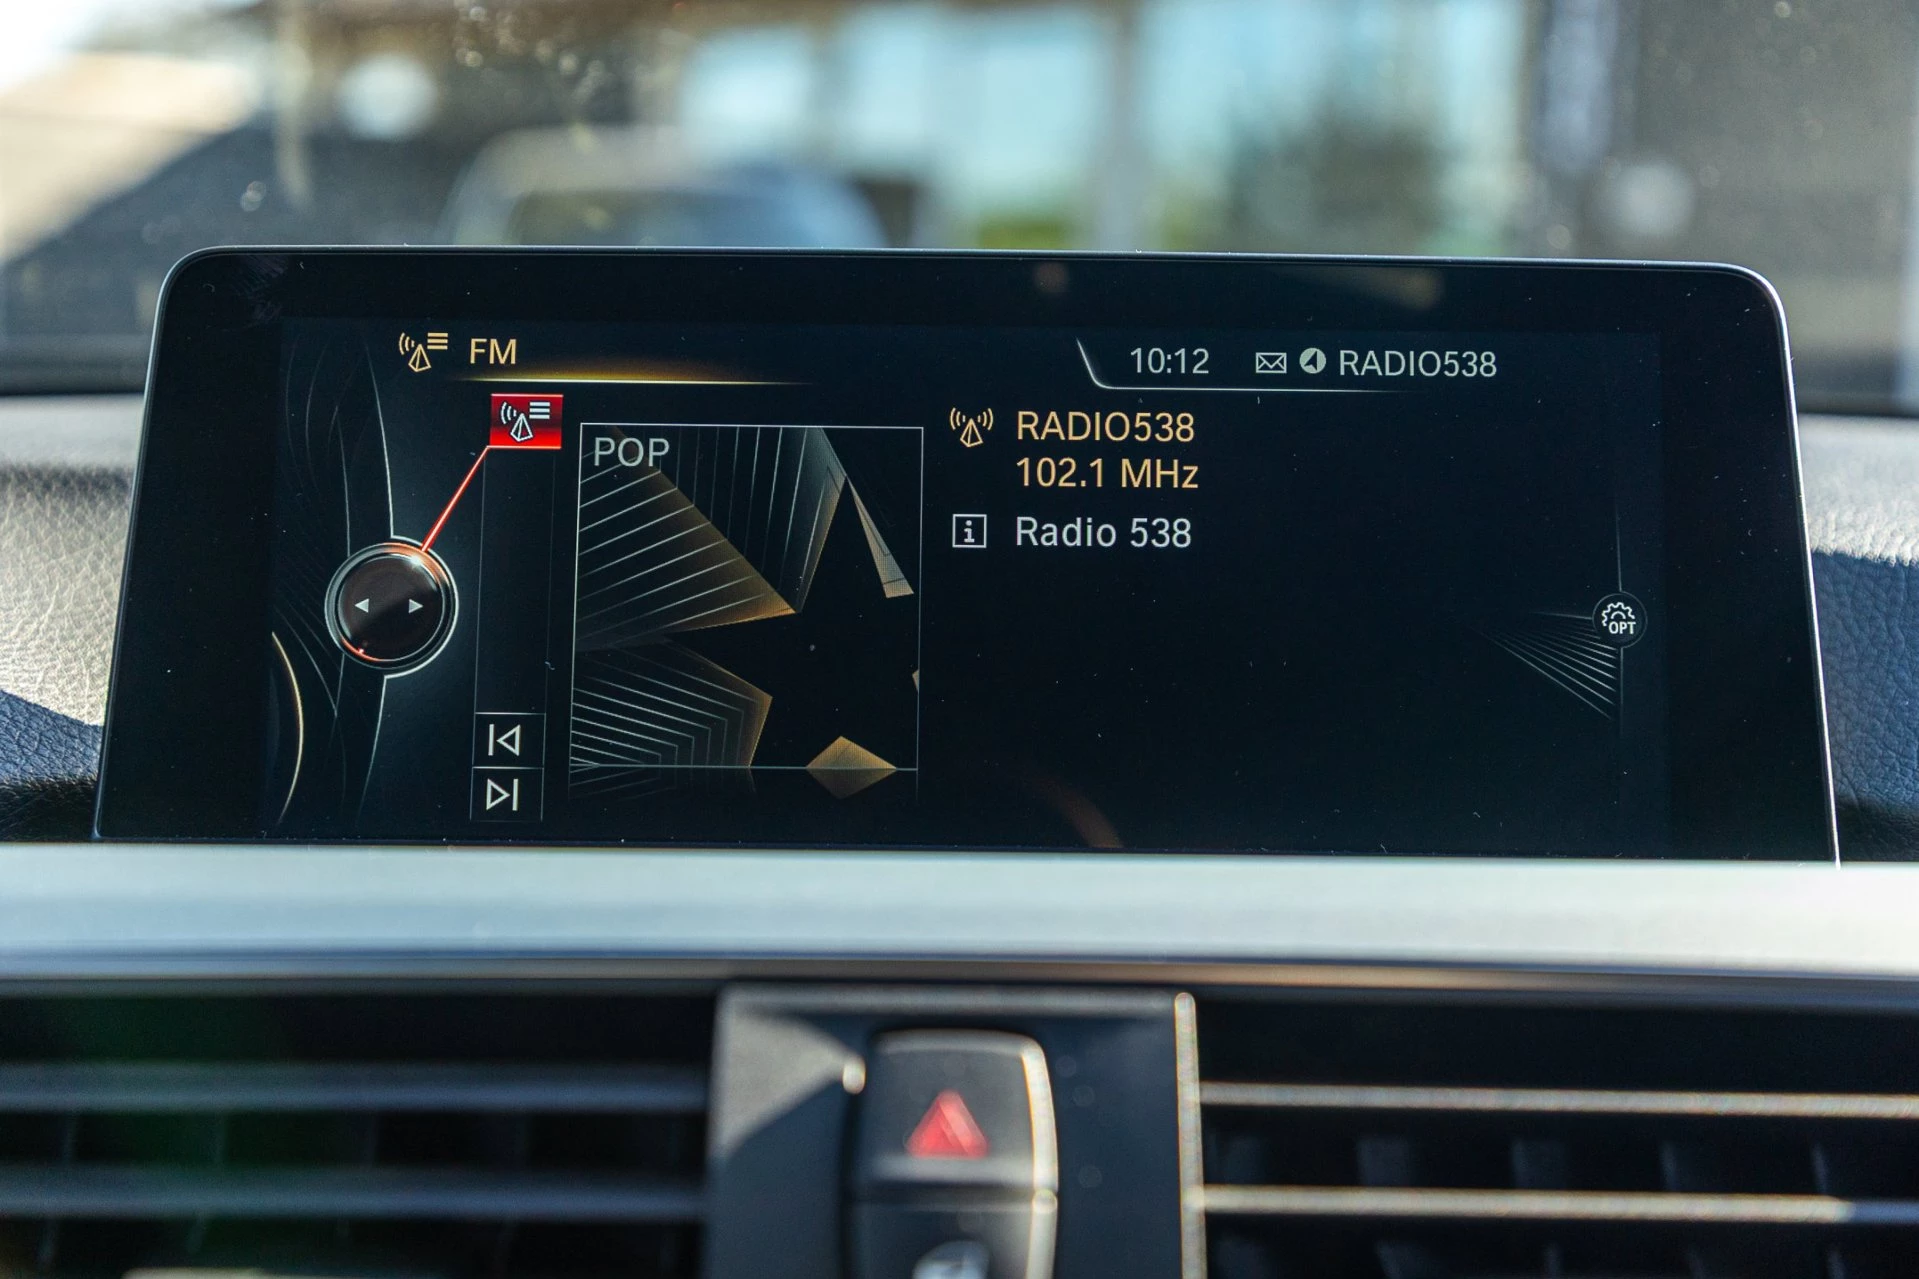 FM
10:12 RADIO538
POP
RADIO538
102.1 MHz
i Radio 538
OPT